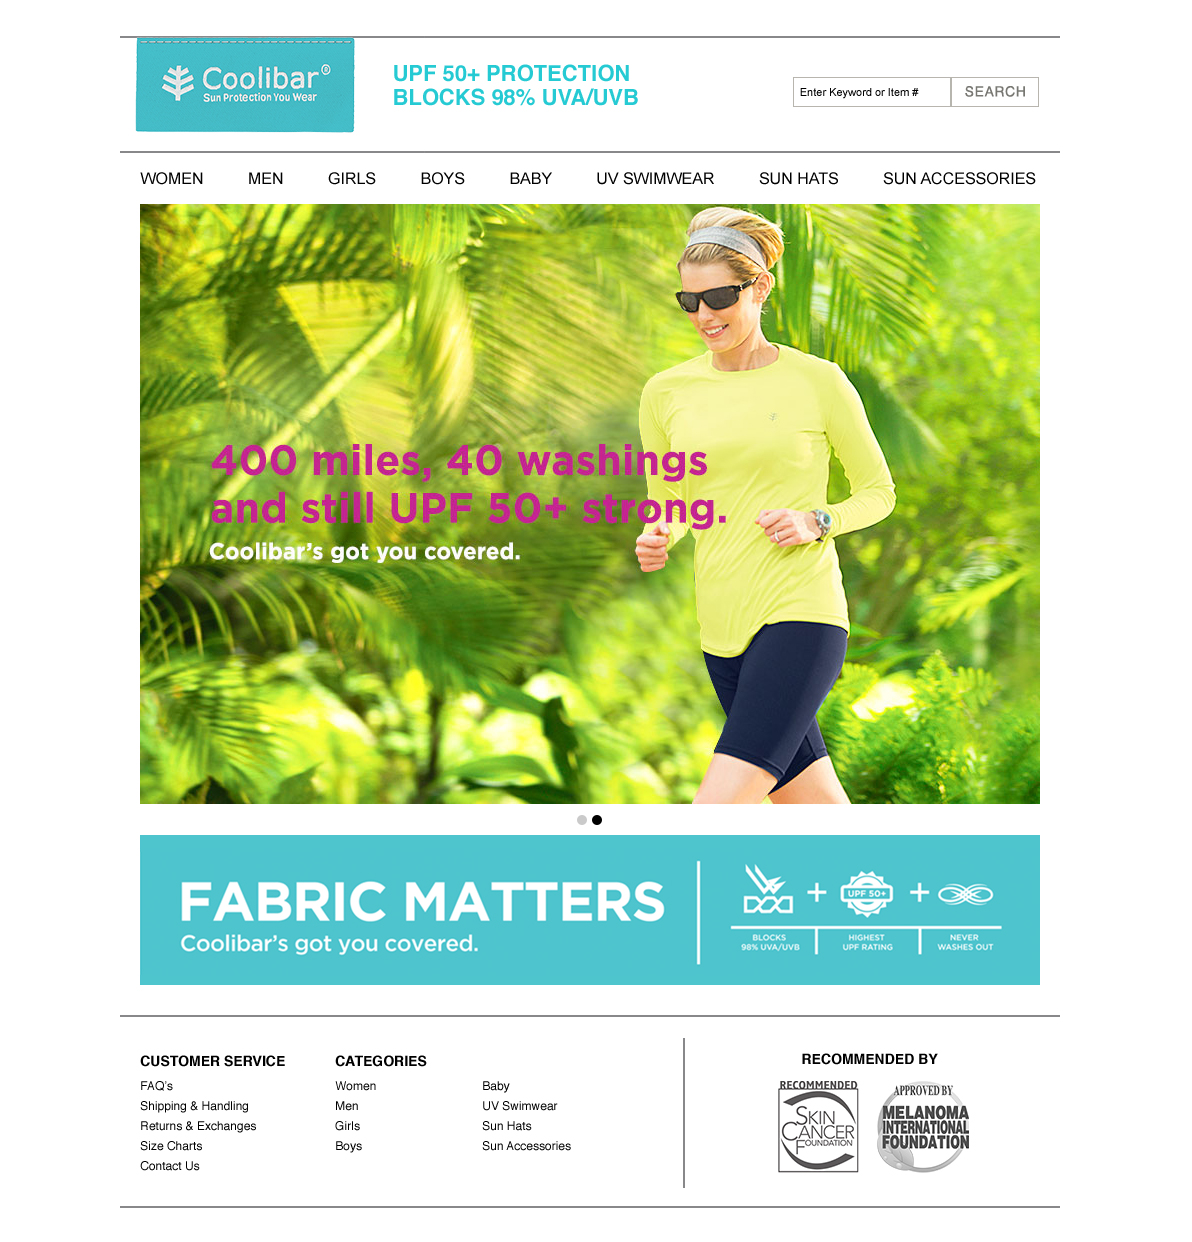 Coolibar®
Sun Protection You Wear
UPF 50+ PROTECTION
BLOCKS 98% UVA/UVB
Enter Keyword or Item #
SEARCH
WOMEN MEN GIRLS BOYS BABY UV SWIMWEAR SUN HATS SUN ACCESSORIES
400 miles, 40 washings
and still UPF 50+ strong.
Coolibar's got you covered.
FABRIC MATTERS
Coolibar's got you covered.
UPF 50+
BLOCKS
98% UVA/UVB
HIGHEST
UPF RATING
NEVER
WASHES OUT
CUSTOMER SERVICE
FAQ's
Shipping & Handling
Returns & Exchanges
Size Charts
Contact Us
CATEGORIES
Women
Men
Girls
Boys
Baby
UV Swimwear
Sun Hats
Sun Accessories
RECOMMENDED BY
RECOMMENDED
SKIN
CANCER
FOUNDATION
APPROVED BY
MELANOMA
INTERNATIONAL
FOUNDATION